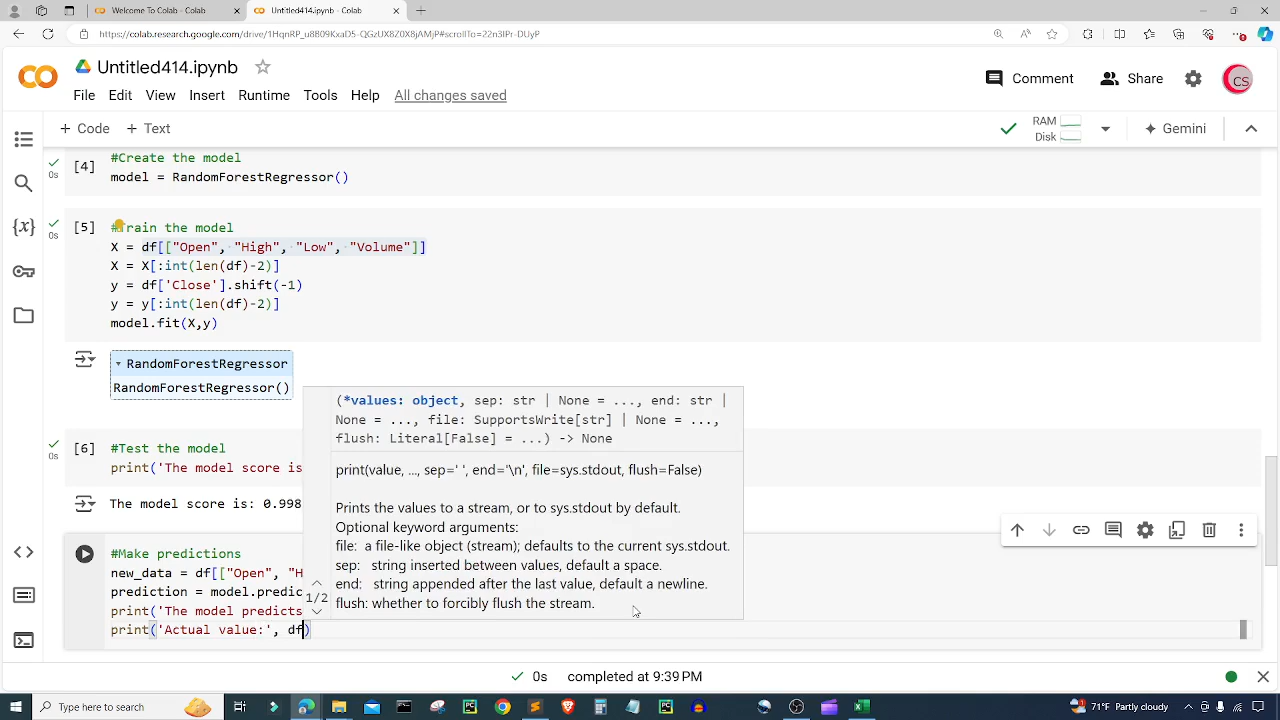 Welcome To Colab - Colab
Untitled414.ipynb - Colab
Untitled414.ipynb
CS
File Edit View Insert Runtime Tools Help All changes saved
Comment
Share
+ Code + Text
RAM
Disk
Gemini
[4]
0s
#Create the model
model = RandomForestRegressor()
[5]
0s
#Train the model
X = df[["Open", "High", "Low", "Volume"]]
X = X[:int(len(df)-2)]
y = df['Close'].shift(-1)
y = y[:int(len(df)-2)]
model.fit(X,y)
RandomForestRegressor
RandomForestRegressor()
(*values: object, sep: str | None = ..., end: str |
None = ..., file: SupportsWrite[str] | None = ...,
flush: Literal[False] = ...) -> None
print(value, ..., sep=' ', end='\n', file=sys.stdout, flush=False)
Prints the values to a stream, or to sys.stdout by default.
Optional keyword arguments:
file: a file-like object (stream); defaults to the current sys.stdout.
sep: string inserted between values, default a space.
end: string appended after the last value, default a newline.
flush: whether to forcibly flush the stream.
1/2
[6]
0s
#Test the model
print('The model score is
The model score is: 0.998
#Make predictions
new_data = df[["Open", "H
prediction = model.predic
print('The model predicts
print('Actual value:', df)
0s completed at 9:39 PM
Type here to search
71°F Partly cloudy